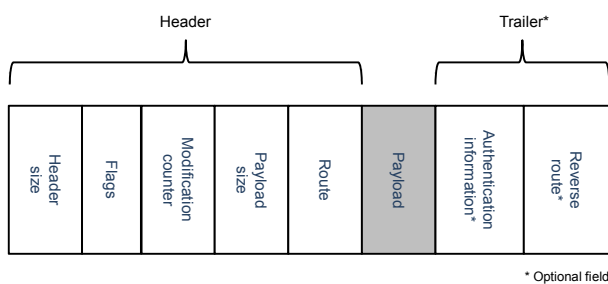 Header
Trailer*
Header
size
Flags
Modification
counter
Payload
size
Route
Payload
Authentication
information*
Reverse
route*
* Optional field